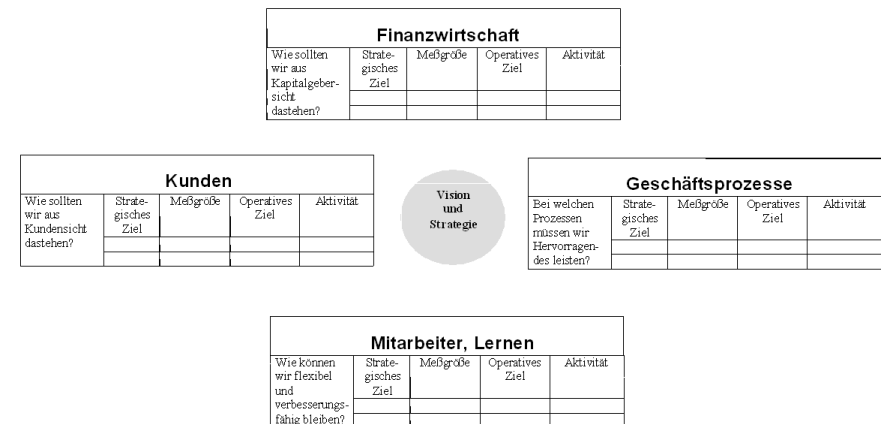 Finanzwirtschaft
Wie sollten
wir aus
Kapitalgeber-
sicht
dastehen?
Strate-
gisches
Ziel
Meßgröße
Operatives
Ziel
Aktivität
Kunden
Wie sollten
wir aus
Kundensicht
dastehen?
Strate-
gisches
Ziel
Meßgröße
Operatives
Ziel
Aktivität
Vision
und
Strategie
Geschäftsprozesse
Bei welchen
Prozessen
müssen wir
Hervorragen-
des leisten?
Strate-
gisches
Ziel
Meßgröße
Operatives
Ziel
Aktivität
Mitarbeiter, Lernen
Wie können
wir flexibel
und
verbesserungs-
fähig bleiben?
Strate-
gisches
Ziel
Meßgröße
Operatives
Ziel
Aktivität